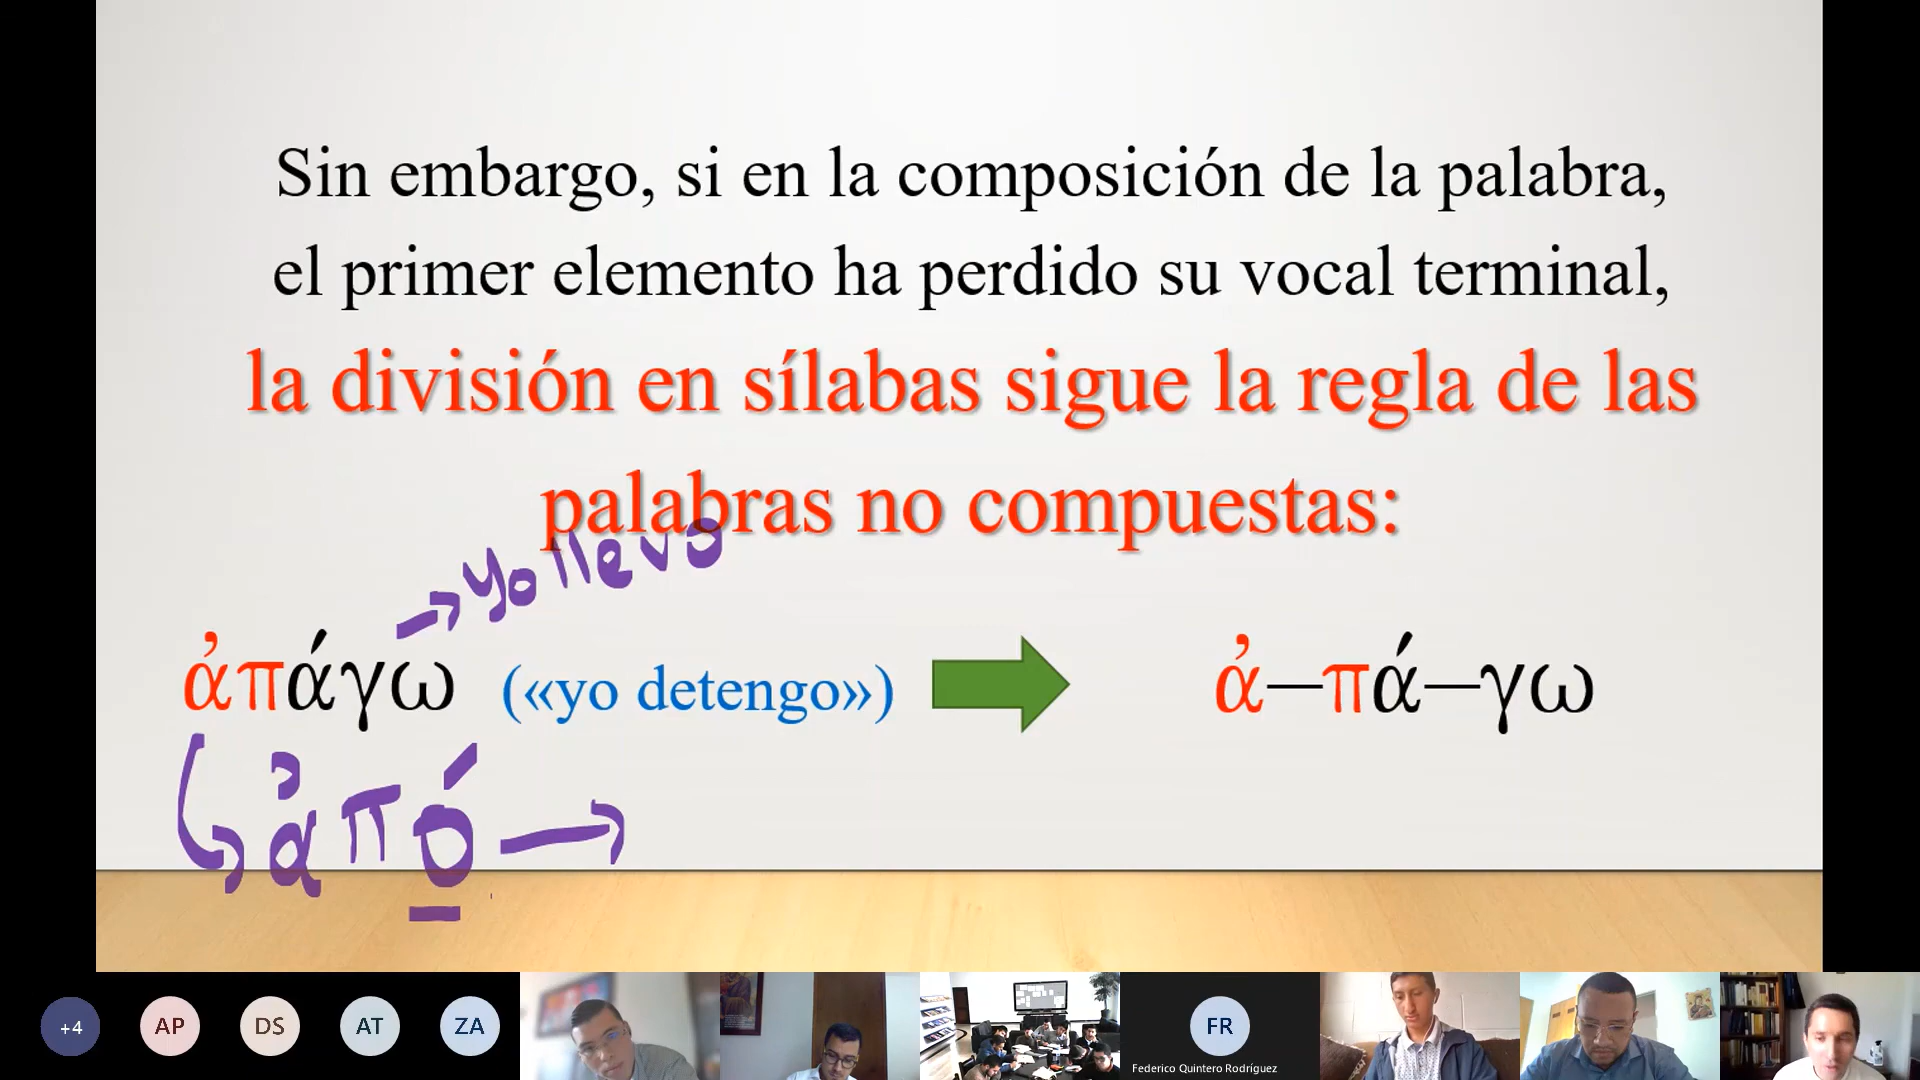 Sin embargo, si en la composición de la palabra,
el primer elemento ha perdido su vocal terminal,
la división en sílabas sigue la regla de las
palabras no compuestas:
→ yo llevo
ἀπάγω («yo detengo») ἀ–πά–γω
ἀπό →
+4 AP DS AT ZA FR
Federico Quintero Rodríguez